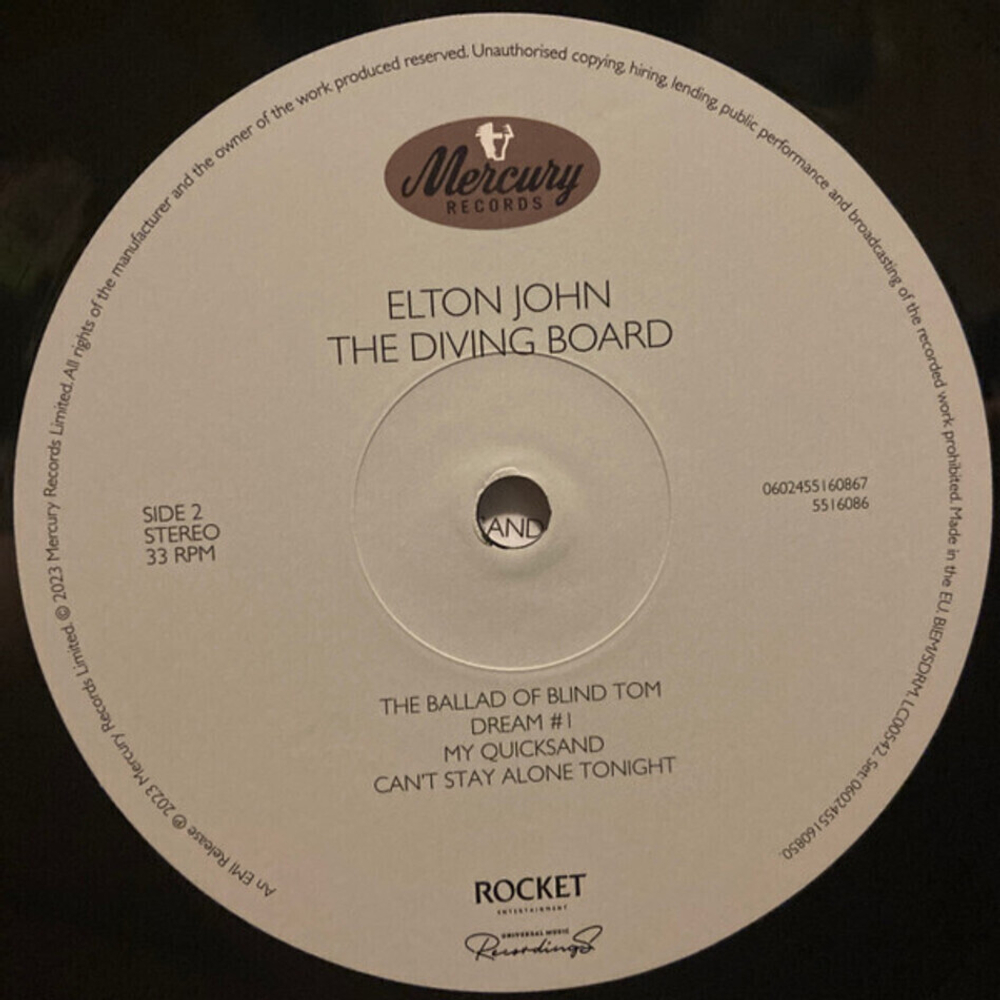 An EMI Release ℗ 2023 Mercury Records Limited. © 2023 Mercury Records Limited. All rights of the manufacturer and the owner of the work produced reserved. Unauthorised copying, hiring, lending, public performance and broadcasting of the recorded work prohibited. Made in the EU. BIEM/SDRM. LC00542. Set: 0602455160850.
Mercury
RECORDS
ELTON JOHN
THE DIVING BOARD
SIDE 2
STEREO
33 RPM
0602455160867
5516086
AND
THE BALLAD OF BLIND TOM
DREAM #1
MY QUICKSAND
CAN'T STAY ALONE TONIGHT
ROCKET
ENTERTAINMENT
UNIVERSAL MUSIC
Recordings